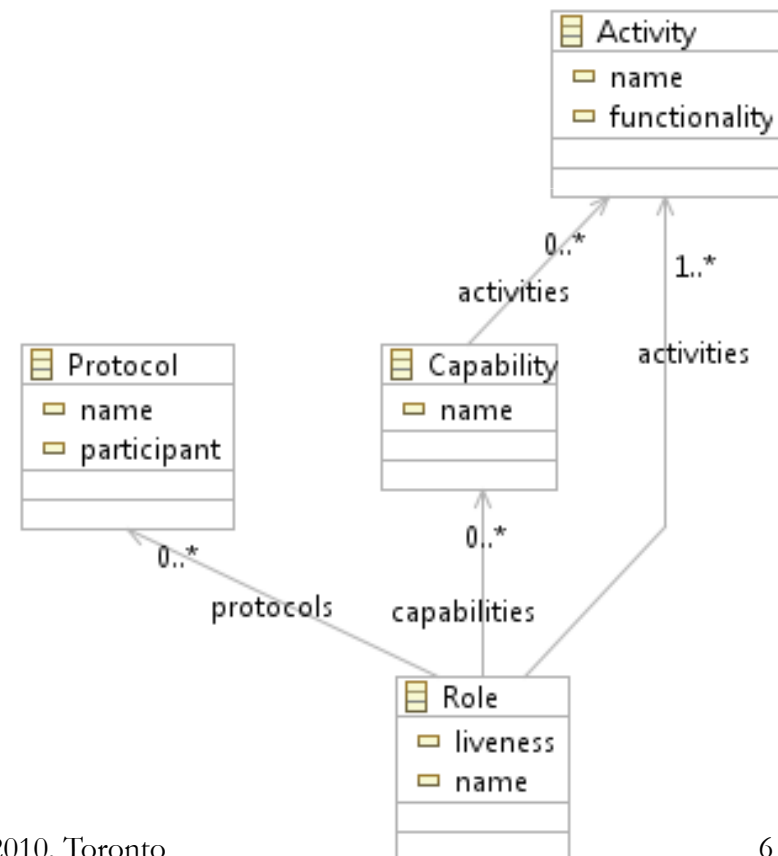 Activity
name
functionality
0..*
1..*
activities
activities
Protocol
name
participant
Capability
name
0..*
0..*
protocols
capabilities
Role
liveness
name
2010, Toronto
6